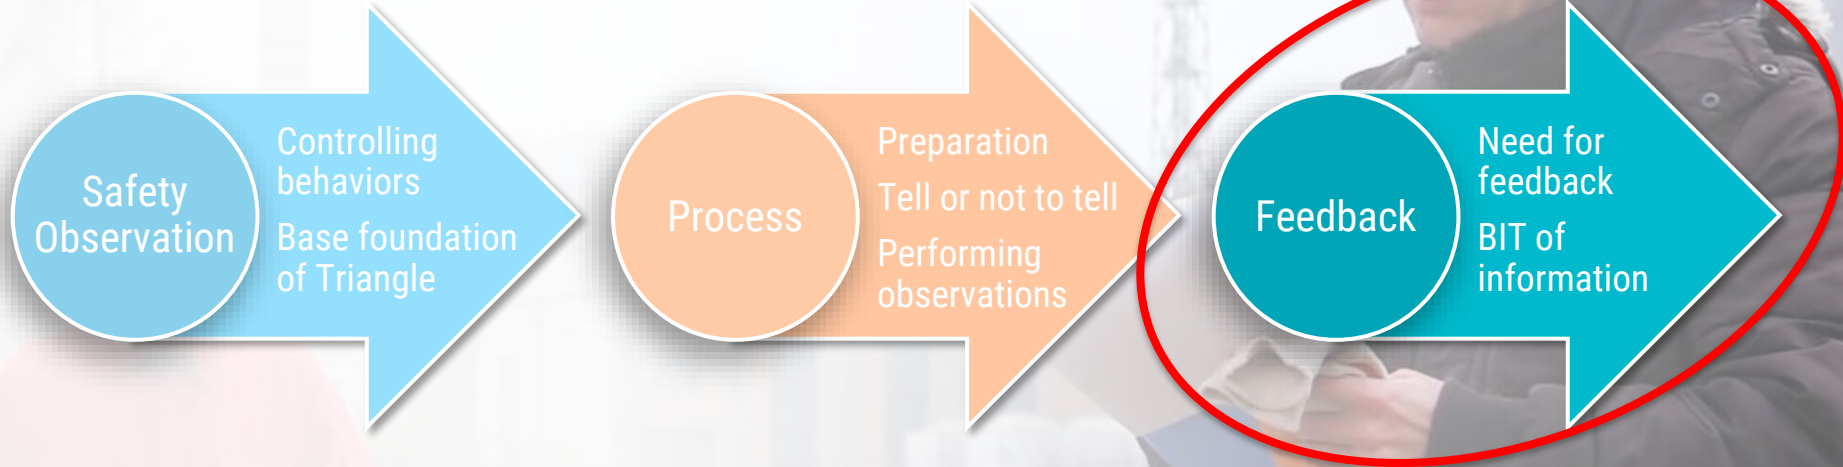 Safety
Observation
Controlling
behaviors
Base foundation
of Triangle
Process
Preparation
Tell or not to tell
Performing
observations
Feedback
Need for
feedback
BIT of
information